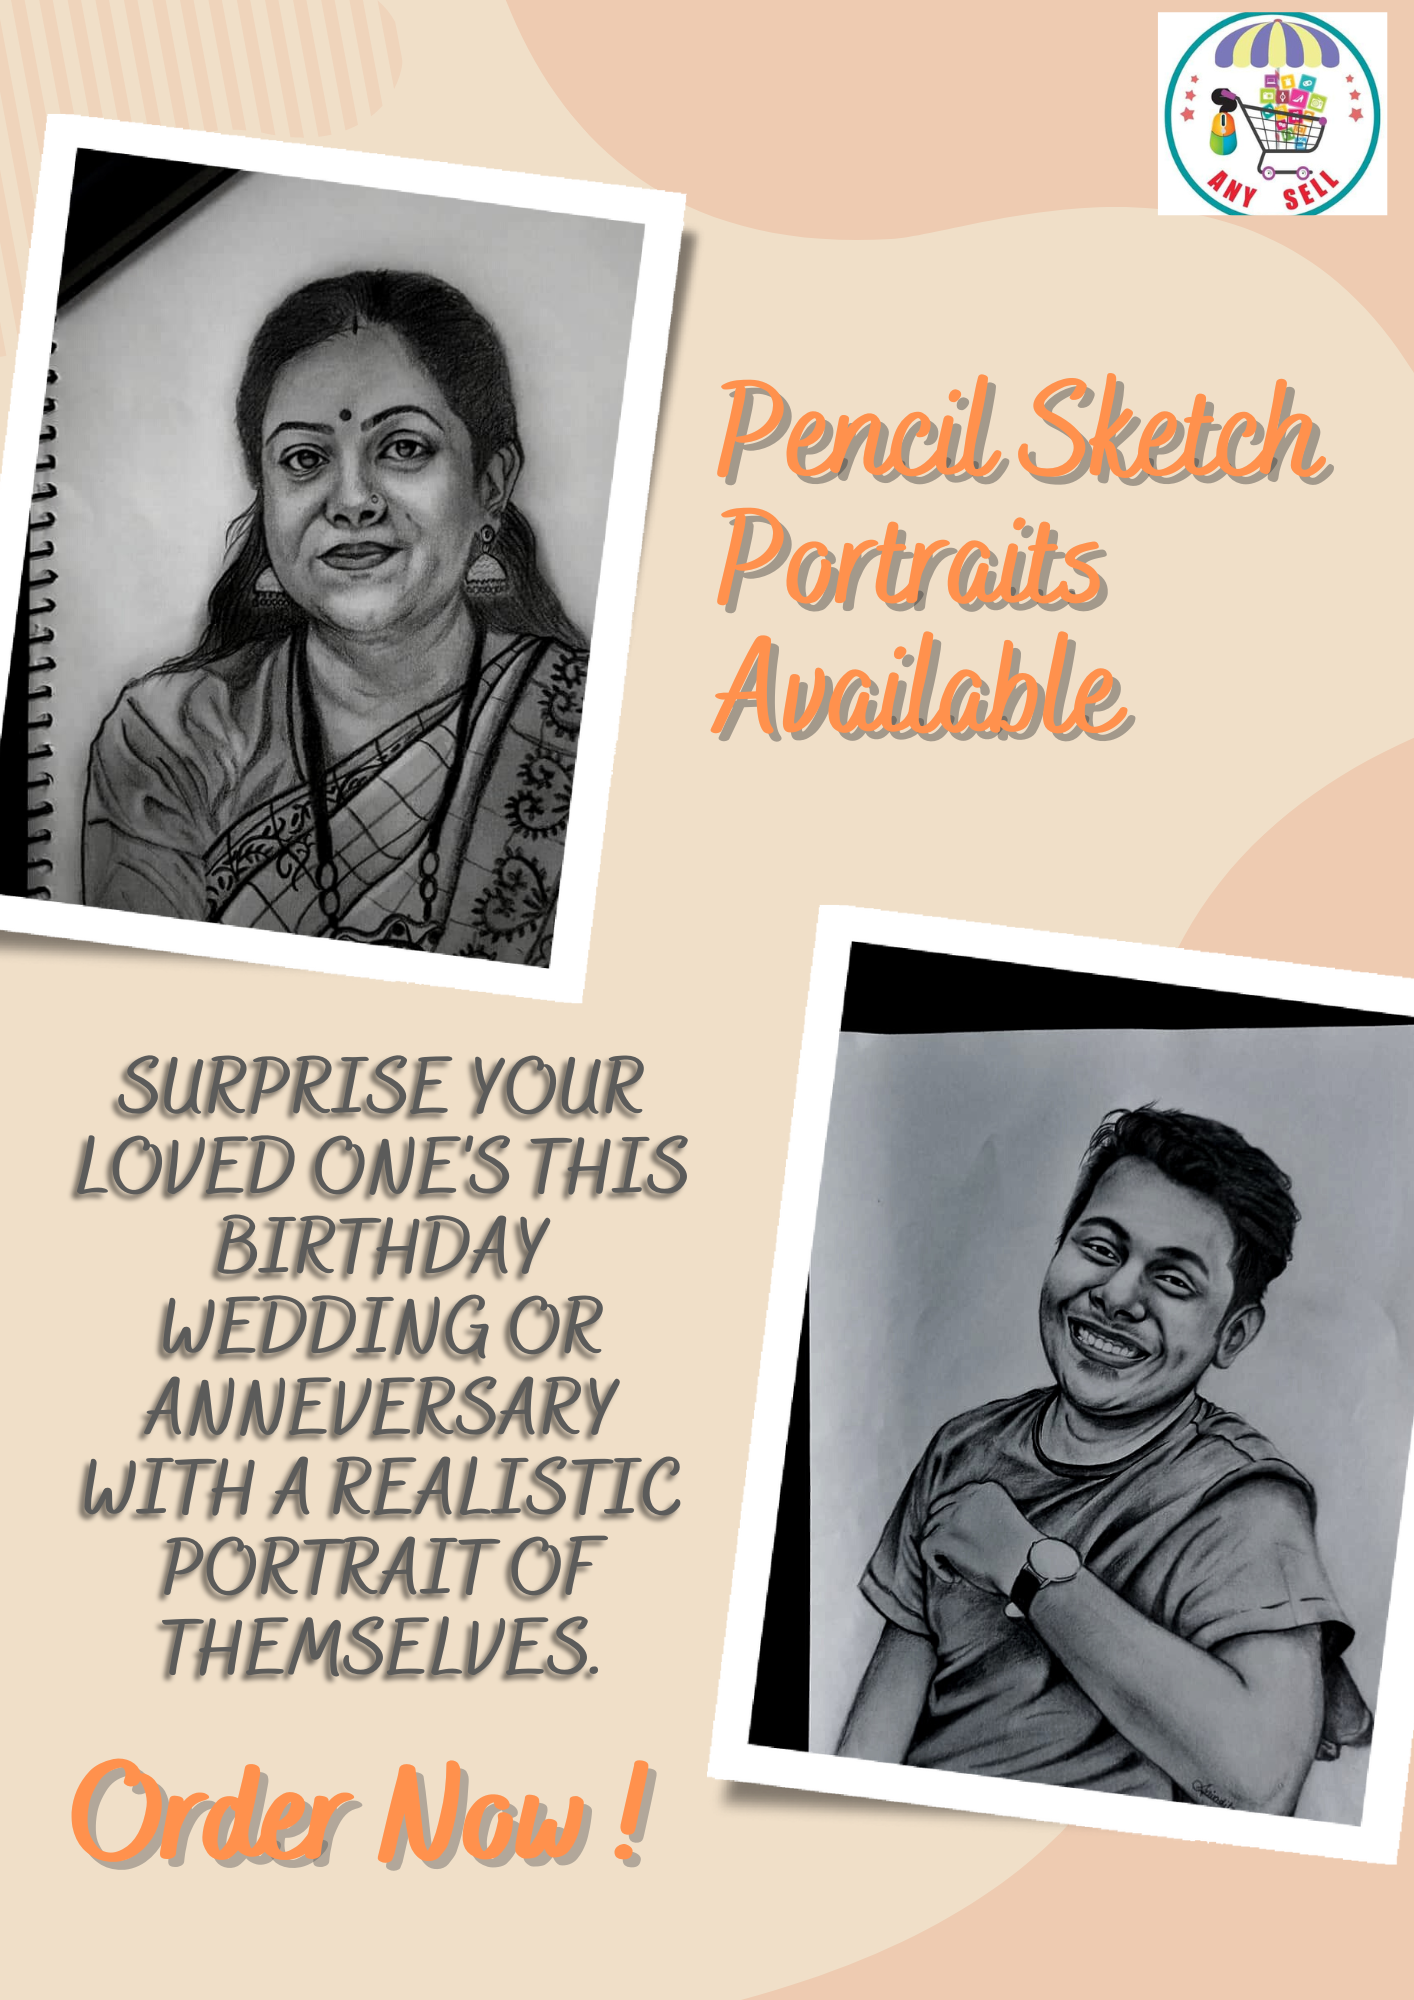 ANY SELL
Pencil Sketch
Portraits
Available
SURPRISE YOUR
LOVED ONE'S THIS
BIRTHDAY
WEDDING OR
ANNEVERSARY
WITH A REALISTIC
PORTRAIT OF
THEMSELVES.
Order Now !